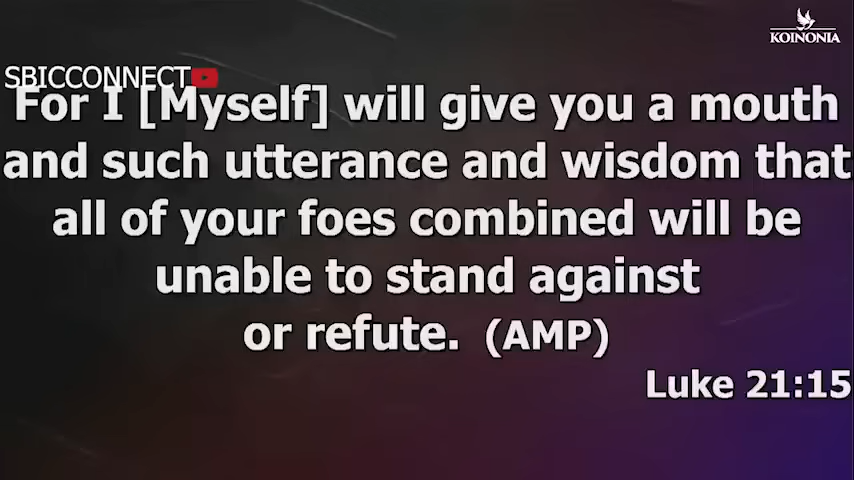 KOINONIA
SBICCONNECT
For I [Myself] will give you a mouth
and such utterance and wisdom that
all of your foes combined will be
unable to stand against
or refute. (AMP)
Luke 21:15